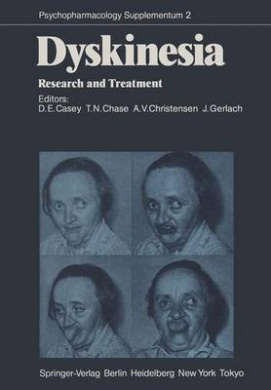 Psychopharmacology Supplementum 2
Dyskinesia
Research and Treatment
Editors:
D.E. Casey T.N. Chase A.V. Christensen J. Gerlach
Springer-Verlag Berlin Heidelberg New York Tokyo